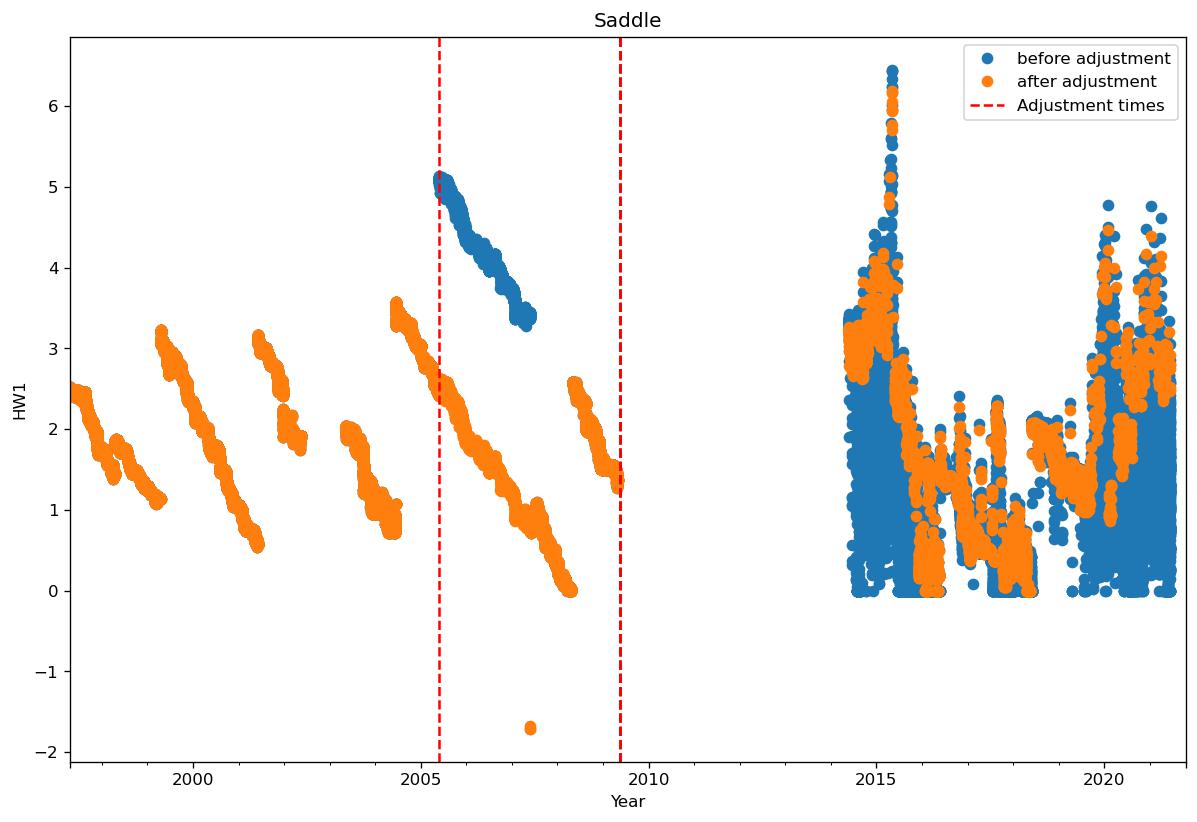 Saddle
before adjustment
after adjustment
Adjustment times
HW1
6
5
4
3
2
1
0
−1
−2
2000
2005
2010
2015
2020
Year